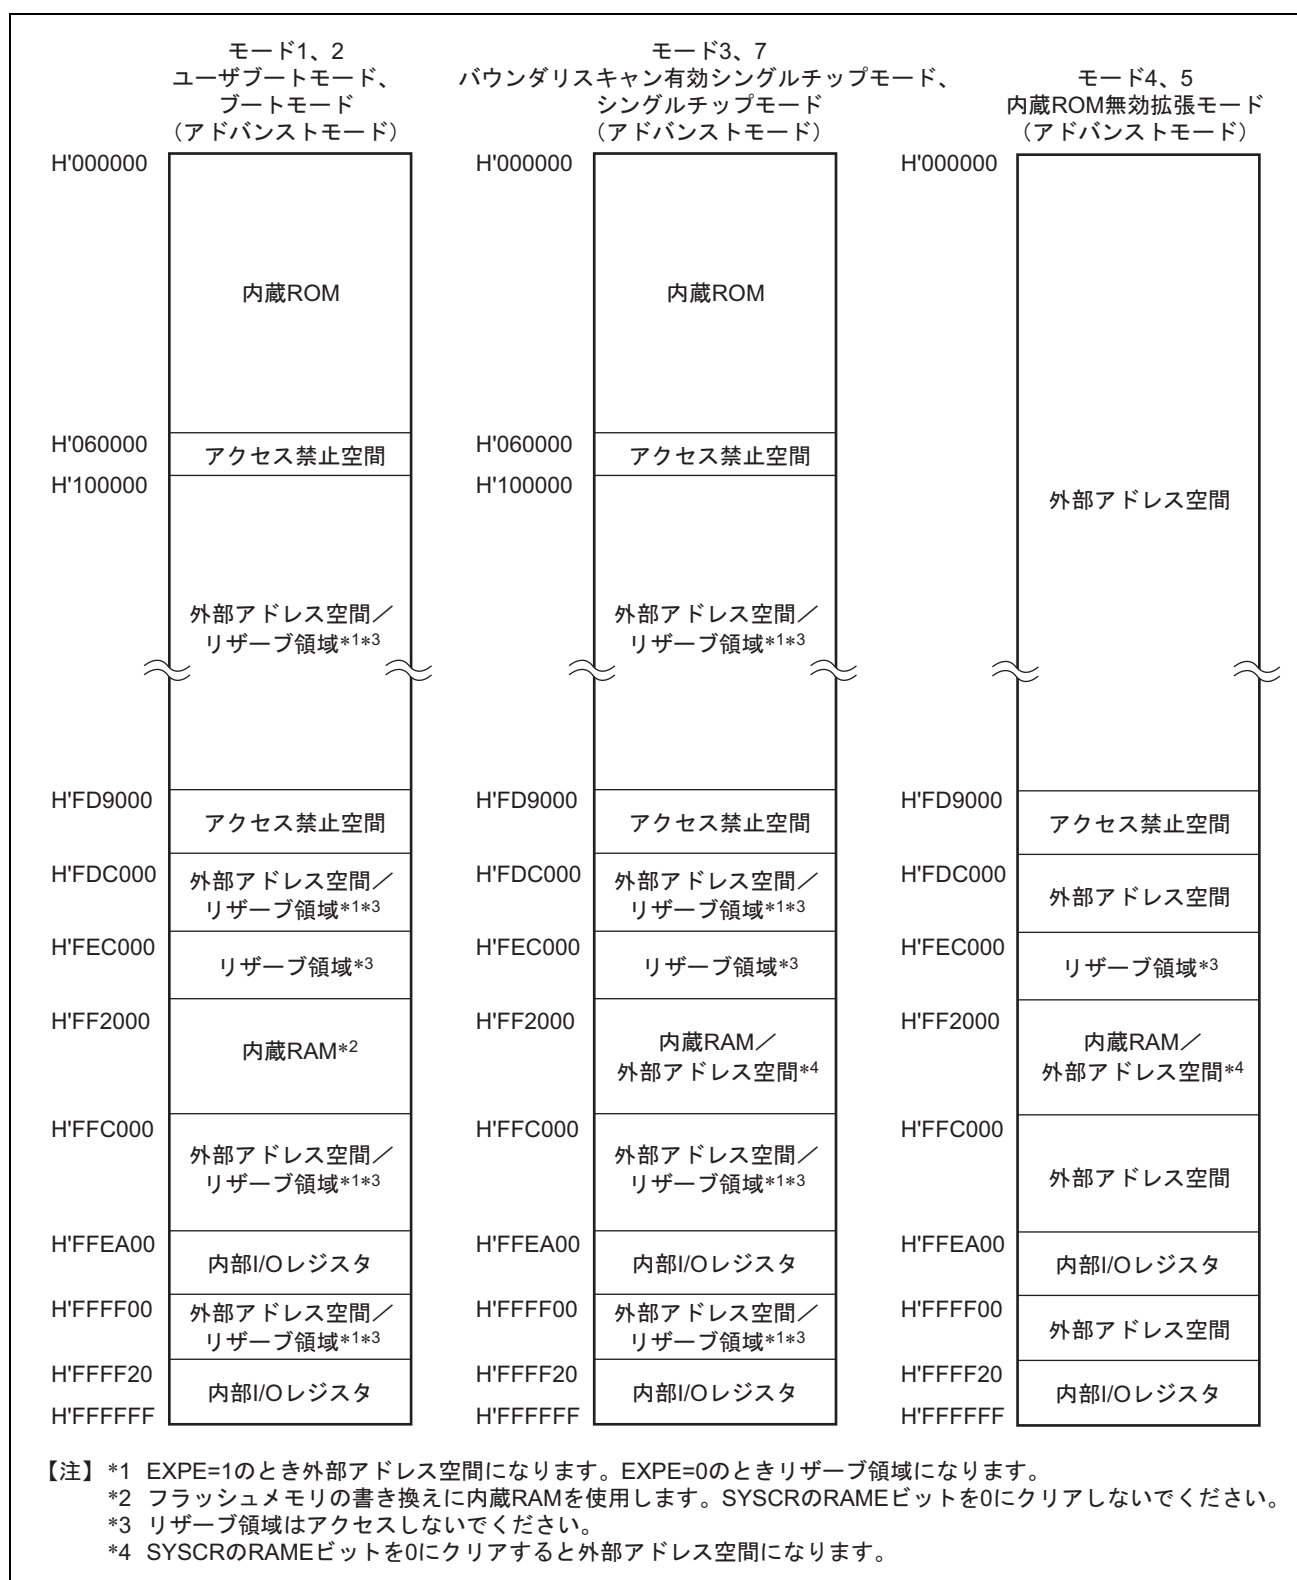 モード1、2
ユーザブートモード、
ブートモード
（アドバンストモード）
H'000000
内蔵ROM
H'060000
アクセス禁止空間
H'100000
外部アドレス空間／
リザーブ領域*1*3
H'FD9000
アクセス禁止空間
H'FDC000
外部アドレス空間／
リザーブ領域*1*3
H'FEC000
リザーブ領域*3
H'FF2000
内蔵RAM*2
H'FFC000
外部アドレス空間／
リザーブ領域*1*3
H'FFEA00
内部I/Oレジスタ
H'FFFF00
外部アドレス空間／
リザーブ領域*1*3
H'FFFF20
内部I/Oレジスタ
H'FFFFFF
モード3、7
バウンダリスキャン有効シングルチップモード、
シングルチップモード
（アドバンストモード）
H'000000
内蔵ROM
H'060000
アクセス禁止空間
H'100000
外部アドレス空間／
リザーブ領域*1*3
H'FD9000
アクセス禁止空間
H'FDC000
外部アドレス空間／
リザーブ領域*1*3
H'FEC000
リザーブ領域*3
H'FF2000
内蔵RAM／
外部アドレス空間*4
H'FFC000
外部アドレス空間／
リザーブ領域*1*3
H'FFEA00
内部I/Oレジスタ
H'FFFF00
外部アドレス空間／
リザーブ領域*1*3
H'FFFF20
内部I/Oレジスタ
H'FFFFFF
モード4、5
内蔵ROM無効拡張モード
（アドバンストモード）
H'000000
外部アドレス空間
H'FD9000
アクセス禁止空間
H'FDC000
外部アドレス空間
H'FEC000
リザーブ領域*3
H'FF2000
内蔵RAM／
外部アドレス空間*4
H'FFC000
外部アドレス空間
H'FFEA00
内部I/Oレジスタ
H'FFFF00
外部アドレス空間
H'FFFF20
内部I/Oレジスタ
H'FFFFFF
【注】*1 EXPE=1のとき外部アドレス空間になります。EXPE=0のときリザーブ領域になります。
*2 フラッシュメモリの書き換えに内蔵RAMを使用します。SYSCRのRAMEビットを0にクリアしないでください。
*3 リザーブ領域はアクセスしないでください。
*4 SYSCRのRAMEビットを0にクリアすると外部アドレス空間になります。